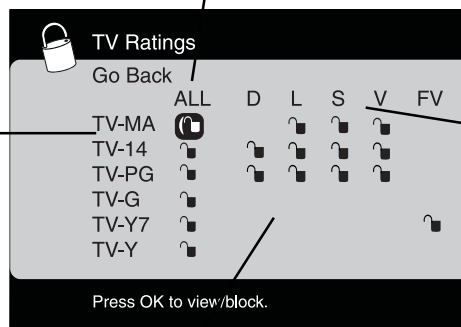 TV Ratings
Go Back
ALL D L S V FV
TV-MA
TV-14
TV-PG
TV-G
TV-Y7
TV-Y
Press OK to view/block.